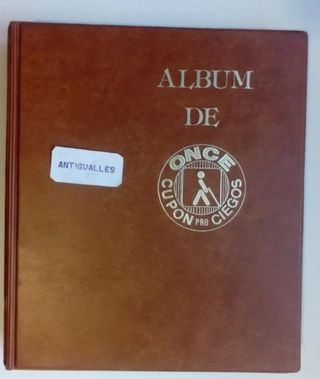 ALBUM
DE
ONCE
CUPON PRO CIEGOS
ANTIGUALLES